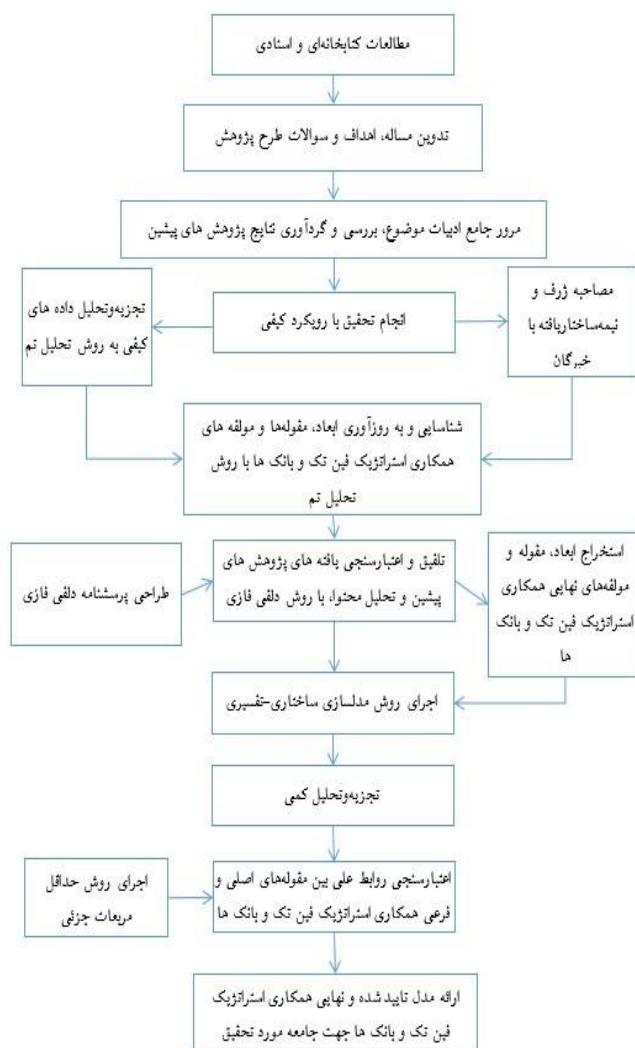 مطالعات کتابخانه‌ای و اسنادی
تدوین مساله، اهداف و سوالات طرح پژوهش
مرور جامع ادبیات موضوع، بررسی و گردآوری نتایج پژوهش های پیشین
مصاحبه ژرف و
نیمه‌ساختاریافته با
خبرگان
انجام تحقیق با رویکرد کیفی
تجزیه‌وتحلیل داده های
کیفی به روش تحلیل تم
شناسایی و به روزآوری ابعاد، مقوله‌ها و مولفه های
همکاری استراتژیک فین تک و بانک ها با روش
تحلیل تم
استخراج ابعاد، مقوله و
مولفه‌های نهایی همکاری
استراتژیک فین تک و بانک
ها
تلفیق و اعتبارسنجی یافته های پژوهش های
پیشین و تحلیل محتوا، با روش دلفی فازی
طراحی پرسشنامه دلفی فازی
اجرای روش مدلسازی ساختاری-تفسیری
تجزیه‌وتحلیل کمی
اعتبارسنجی روابط علی بین مقوله‌های اصلی و
فرعی همکاری استراتژیک فین تک و بانک ها
اجرای روش حداقل
مربعات جزئی
ارائه مدل تایید شده و نهایی همکاری استراتژیک
فین تک و بانک ها جهت جامعه مورد تحقیق